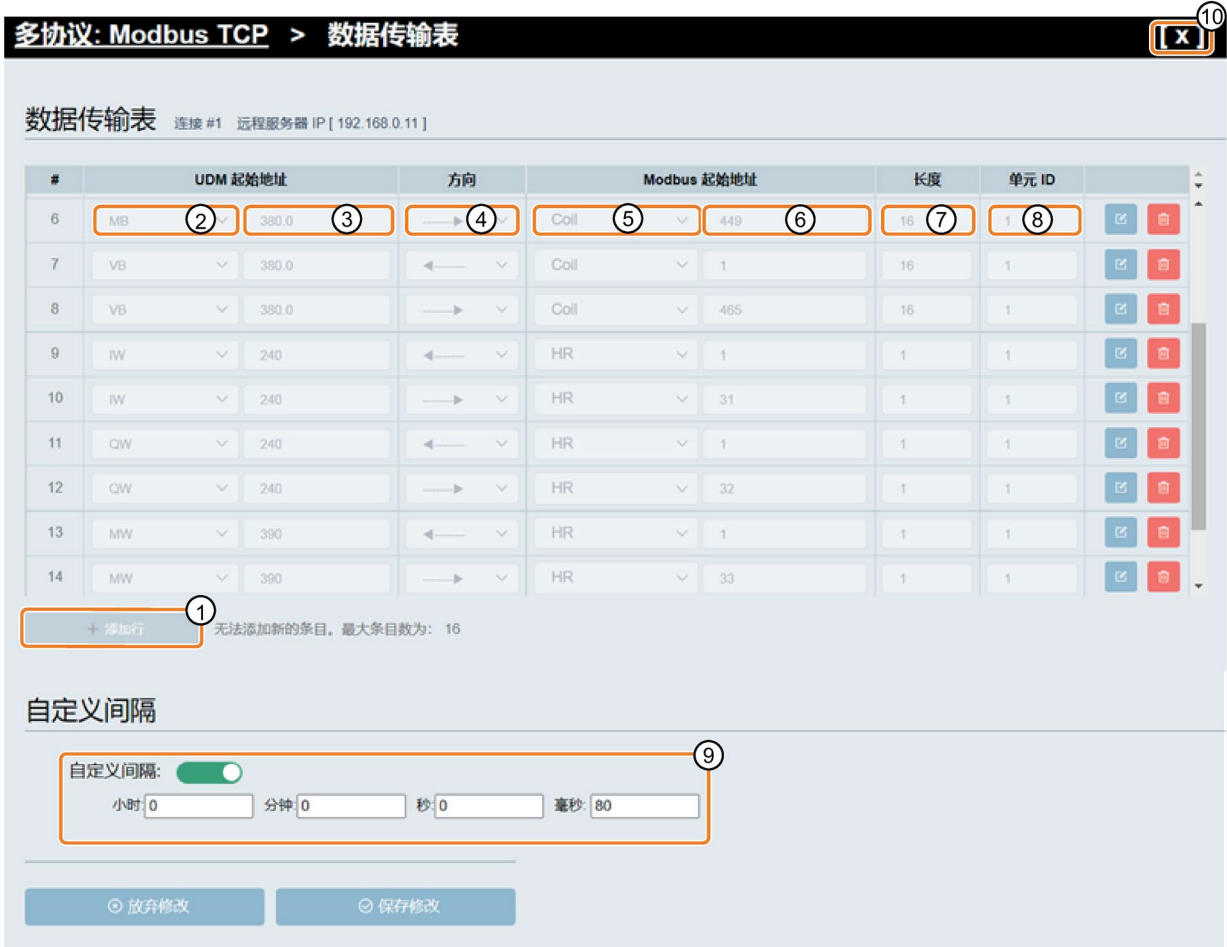 多协议: Modbus TCP > 数据传输表 [ X ] ⑩
数据传输表 连接 #1 远程服务器 IP [ 192.168.0.11 ]
# UDM 起始地址 方向 Modbus 起始地址 长度 单元 ID
6 MB ② 380.0 ③ ④ Coil ⑤ 449 ⑥ 16 ⑦ 1 ⑧
7 VB 380.0 Coil 1 16 1
8 VB 380.0 Coil 465 16 1
9 IW 240 HR 1 1 1
10 IW 240 HR 31 1 1
11 QW 240 HR 1 1 1
12 QW 240 HR 32 1 1
13 MW 390 HR 1 1 1
14 MW 390 HR 33 1 1
+ 添加行 ① 无法添加新的条目。最大条目数为: 16
自定义间隔
⑨
自定义间隔:
小时: 0 分钟: 0 秒: 0 毫秒: 80
放弃修改 保存修改